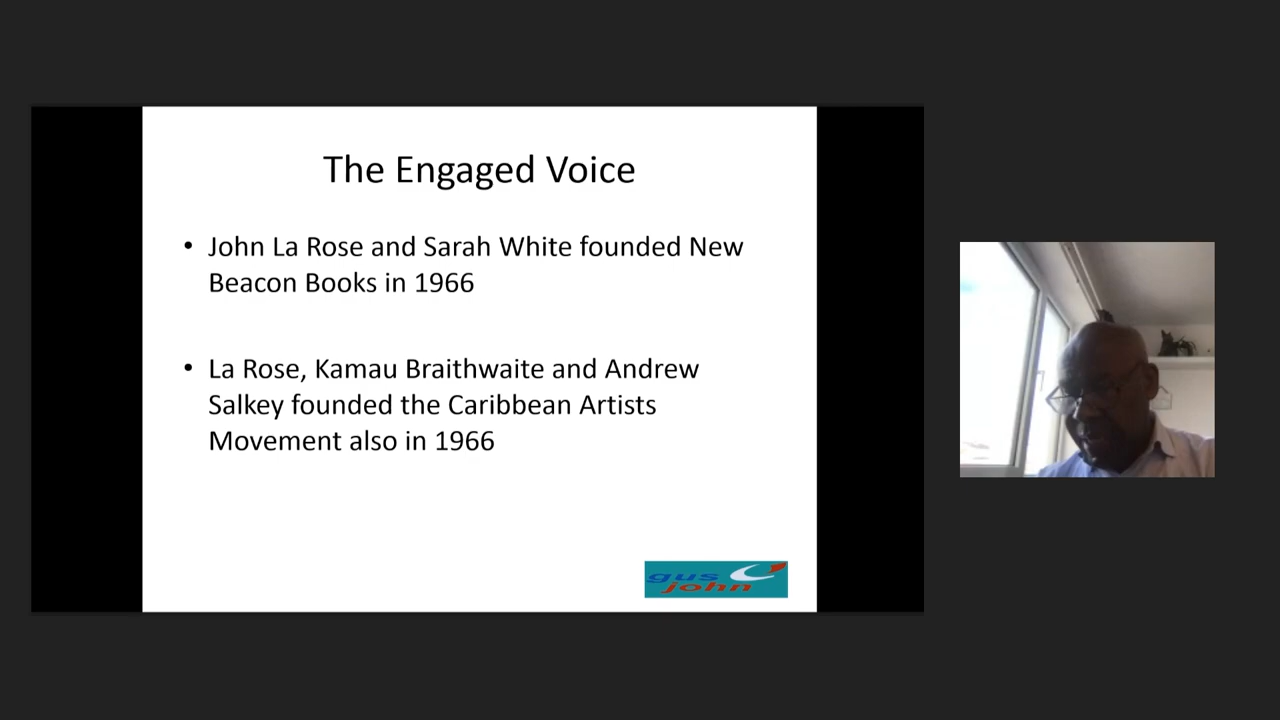 The Engaged Voice
• John La Rose and Sarah White founded New
Beacon Books in 1966
• La Rose, Kamau Braithwaite and Andrew
Salkey founded the Caribbean Artists
Movement also in 1966
gus
john